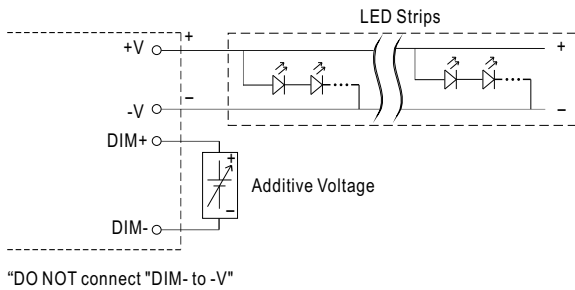 LED Strips
+V
+
+
-V
–
–
DIM+
+
Additive Voltage
–
DIM-
“DO NOT connect "DIM- to -V"